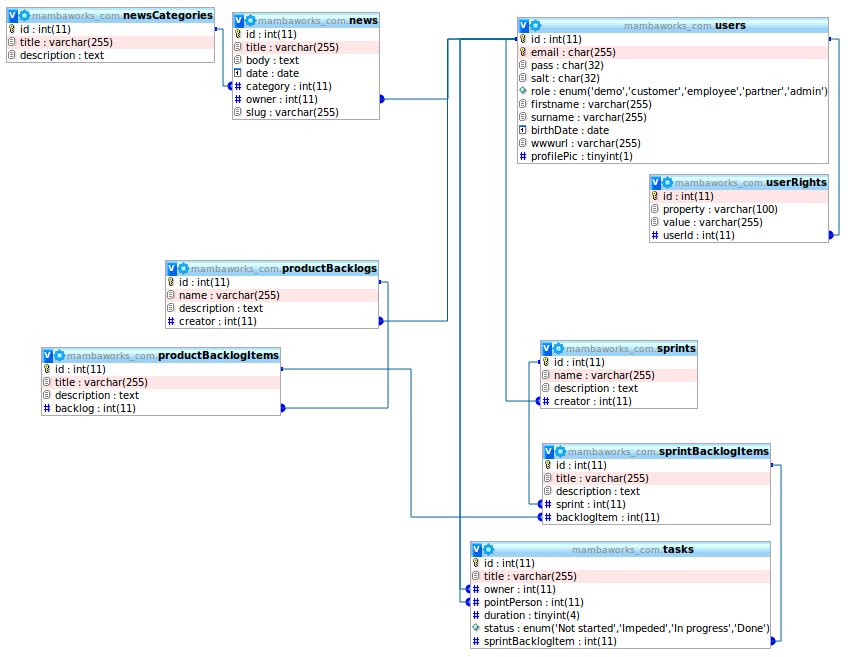 mambaworks_com.newsCategories
id : int(11)
title : varchar(255)
description : text
mambaworks_com.news
id : int(11)
title : varchar(255)
body : text
date : date
category : int(11)
owner : int(11)
slug : varchar(255)
mambaworks_com.users
id : int(11)
email : char(255)
pass : char(32)
salt : char(32)
role : enum('demo','customer','employee','partner','admin')
firstname : varchar(255)
surname : varchar(255)
birthDate : date
wwwurl : varchar(255)
profilePic : tinyint(1)
mambaworks_com.userRights
id : int(11)
property : varchar(100)
value : varchar(255)
userId : int(11)
mambaworks_com.productBacklogs
id : int(11)
name : varchar(255)
description : text
creator : int(11)
mambaworks_com.productBacklogItems
id : int(11)
title : varchar(255)
description : text
backlog : int(11)
mambaworks_com.sprints
id : int(11)
name : varchar(255)
description : text
creator : int(11)
mambaworks_com.sprintBacklogItems
id : int(11)
title : varchar(255)
description : text
sprint : int(11)
backlogItem : int(11)
mambaworks_com.tasks
id : int(11)
title : varchar(255)
owner : int(11)
pointPerson : int(11)
duration : tinyint(4)
status : enum('Not started','Impeded','In progress','Done')
sprintBacklogItem : int(11)